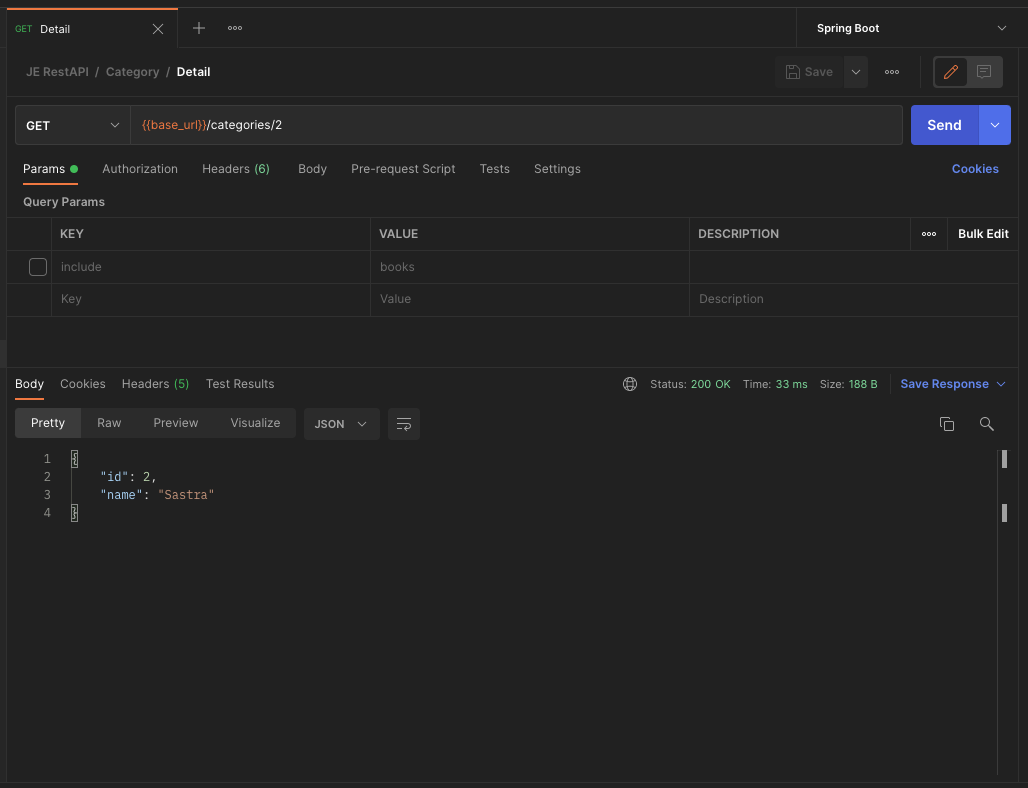 GET Detail
Spring Boot
JE RestAPI / Category / Detail
Save
GET
{{base_url}}/categories/2
Send
Params
Authorization
Headers (6)
Body
Pre-request Script
Tests
Settings
Cookies
Query Params
KEY VALUE DESCRIPTION Bulk Edit
include books
Key Value Description
Body Cookies Headers (5) Test Results Status: 200 OK Time: 33 ms Size: 188 B Save Response
Pretty Raw Preview Visualize JSON
1 {
2 "id": 2,
3 "name": "Sastra"
4 }